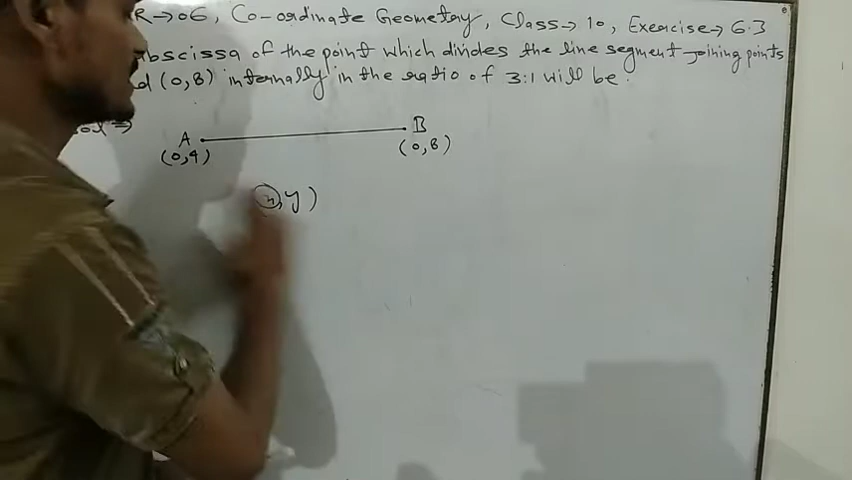 R→06, Co-ordinate Geometry, Class→10, Exercise→6.3
bscissa of the point which divides the line segment joining points
d (0,8) internally in the ratio of 3:1 will be:
Sol⇒
A B
(0,4) (0,8)
x, y)